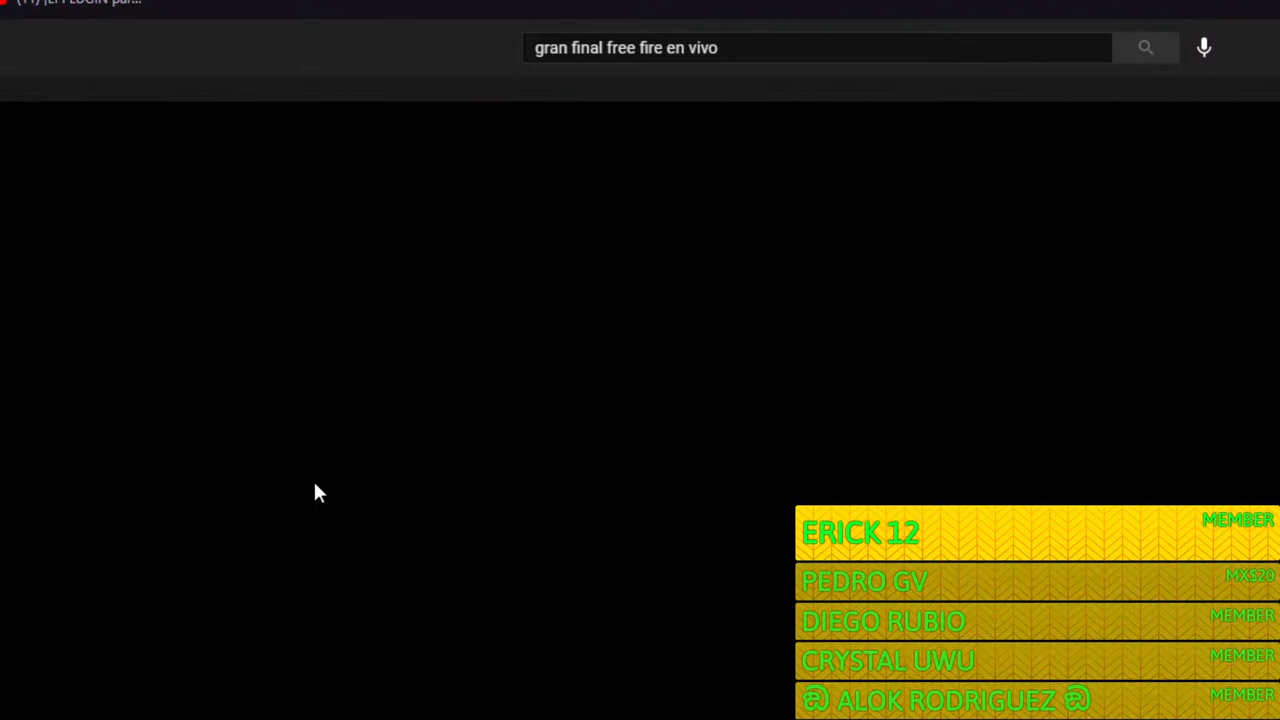 gran final free fire en vivo
ERICK 12 MEMBER
PEDRO GV MX$20
DIEGO RUBIO MEMBER
CRYSTAL UWU MEMBER
ඬ ALOK RODRIGUEZ ඬ MEMBER